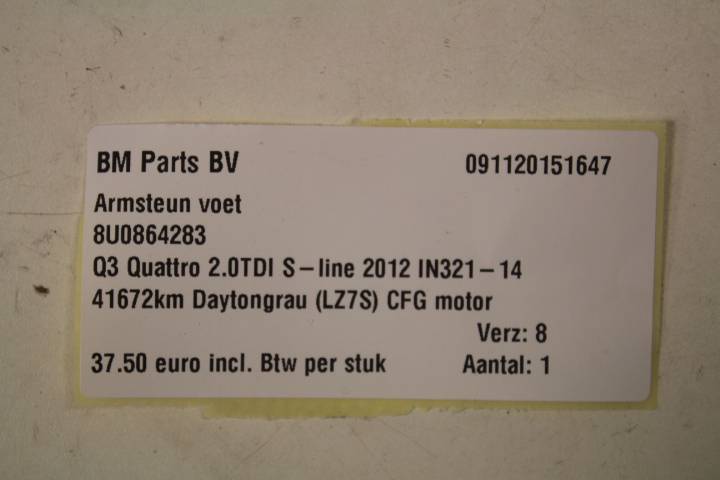 BM Parts BV 091120151647
Armsteun voet
8U0864283
Q3 Quattro 2.0TDI S-line 2012 IN321-14
41672km Daytongrau (LZ7S) CFG motor
Verz: 8
37.50 euro incl. Btw per stuk Aantal: 1